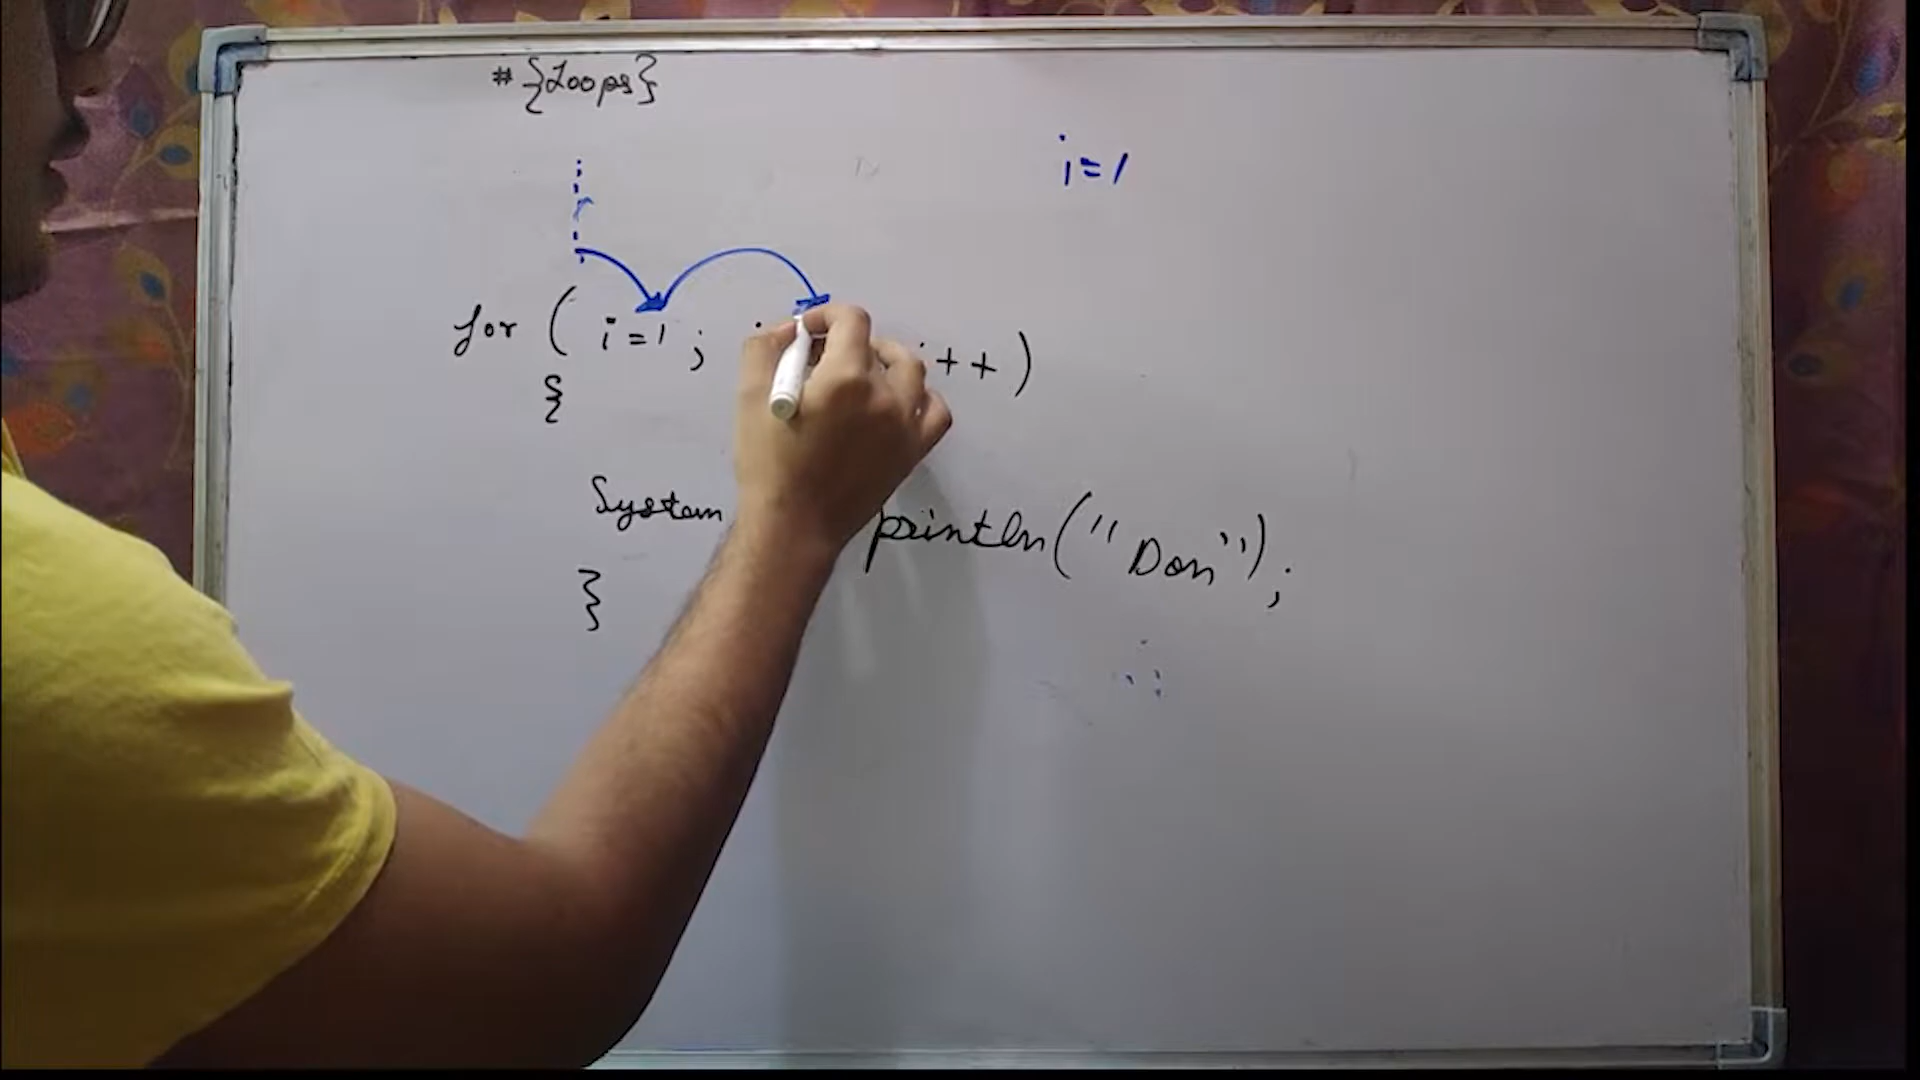 # {Loops}
i=1
for ( i=1 ; i++ )
{
System println("Don");
}